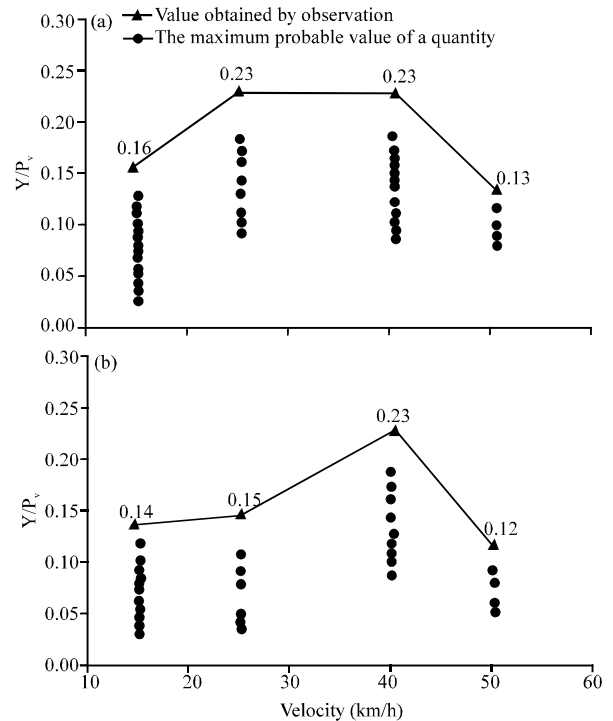 (a)
Value obtained by observation
The maximum probable value of a quantity
0.30
0.25
0.20
0.15
0.10
0.05
0.00
Y/Pv
0.16
0.23
0.23
0.13
(b)
0.30
0.25
0.20
0.15
0.10
0.05
0.00
Y/Pv
0.14
0.15
0.23
0.12
10 20 30 40 50 60
Velocity (km/h)